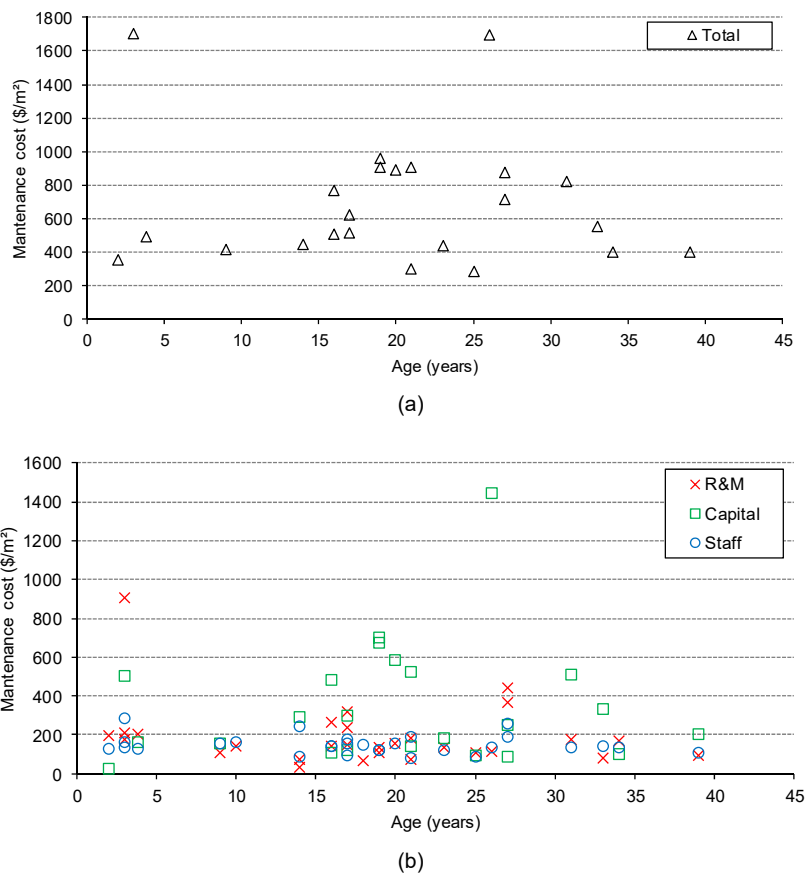 1800
1600
1400
1200
1000
800
600
400
200
0
Mantenance cost ($/m²)
Total
0 5 10 15 20 25 30 35 40 45
Age (years)
(a)
1600
1400
1200
1000
800
600
400
200
0
Mantenance cost ($/m²)
R&M
Capital
Staff
0 5 10 15 20 25 30 35 40 45
Age (years)
(b)